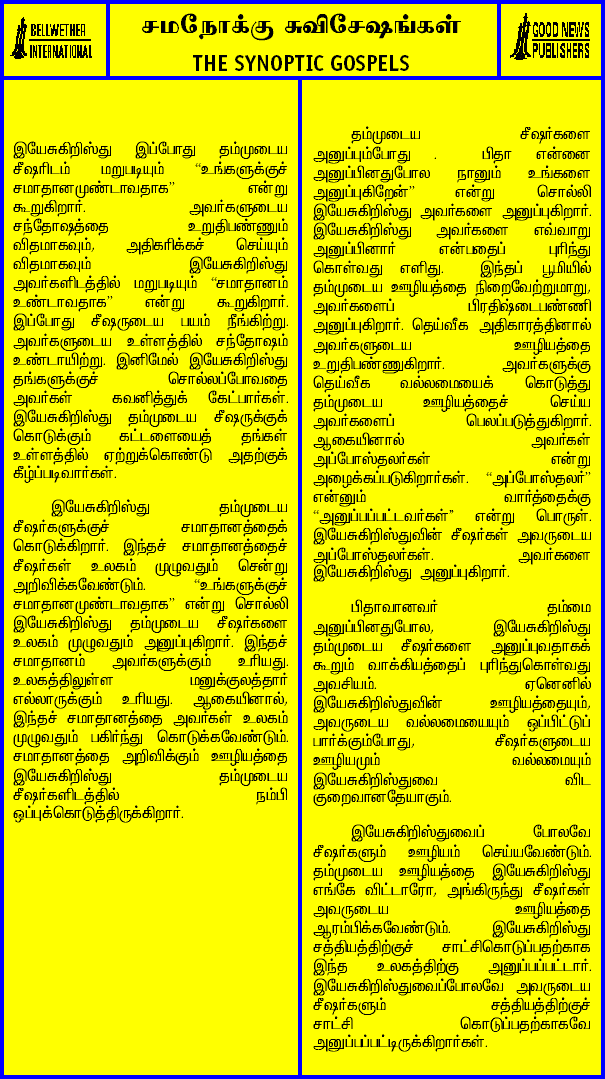 BELLWETHER
INTERNATIONAL
சமநோக்கு சுவிசேஷங்கள்
THE SYNOPTIC GOSPELS
GOOD NEWS
PUBLISHERS
இயேசுகிறிஸ்து இப்போது தம்முடைய
சீஷரிடம் மறுபடியும் “உங்களுக்குச்
சமாதானமுண்டாவதாக” என்று
கூறுகிறார். அவர்களுடைய
சந்தோஷத்தை உறுதிபண்ணும்
விதமாகவும், அதிகரிக்கச் செய்யும்
விதமாகவும் இயேசுகிறிஸ்து
அவர்களிடத்தில் மறுபடியும் “சமாதானம்
உண்டாவதாக” என்று கூறுகிறார்.
இப்போது சீஷருடைய பயம் நீங்கிற்று.
அவர்களுடைய உள்ளத்தில் சந்தோஷம்
உண்டாயிற்று. இனிமேல் இயேசுகிறிஸ்து
தங்களுக்குச் சொல்லப்போவதை
அவர்கள் கவனித்துக் கேட்பார்கள்.
இயேசுகிறிஸ்து தம்முடைய சீஷருக்குக்
கொடுக்கும் கட்டளையைத் தங்கள்
உள்ளத்தில் ஏற்றுக்கொண்டு அதற்குக்
கீழ்ப்படிவார்கள்.
இயேசுகிறிஸ்து தம்முடைய
சீஷர்களுக்குச் சமாதானத்தைக்
கொடுக்கிறார். இந்தச் சமாதானத்தைச்
சீஷர்கள் உலகம் முழுவதும் சென்று
அறிவிக்கவேண்டும். “உங்களுக்குச்
சமாதானமுண்டாவதாக” என்று சொல்லி
இயேசுகிறிஸ்து தம்முடைய சீஷர்களை
உலகம் முழுவதும் அனுப்புகிறார். இந்தச்
சமாதானம் அவர்களுக்கும் உரியது.
உலகத்திலுள்ள மனுக்குலத்தார்
எல்லாருக்கும் உரியது. ஆகையினால்,
இந்தச் சமாதானத்தை அவர்கள் உலகம்
முழுவதும் பகிர்ந்து கொடுக்கவேண்டும்.
சமாதானத்தை அறிவிக்கும் ஊழியத்தை
இயேசுகிறிஸ்து தம்முடைய
சீஷர்களிடத்தில் நம்பி
ஒப்புக்கொடுத்திருக்கிறார்.
தம்முடைய சீஷர்களை
அனுப்பும்போது . பிதா என்னை
அனுப்பினதுபோல நானும் உங்களை
அனுப்புகிறேன்” என்று சொல்லி
இயேசுகிறிஸ்து அவர்களை அனுப்புகிறார்.
இயேசுகிறிஸ்து அவர்களை எவ்வாறு
அனுப்பினார் என்பதைப் புரிந்து
கொள்வது எளிது. இந்தப் பூமியில்
தம்முடைய ஊழியத்தை நிறைவேற்றுமாறு,
அவர்களைப் பிரதிஷ்டைபண்ணி
அனுப்புகிறார். தெய்வீக அதிகாரத்தினால்
அவர்களுடைய ஊழியத்தை
உறுதிபண்ணுகிறார். அவர்களுக்கு
தெய்வீக வல்லமையைக் கொடுத்து
தம்முடைய ஊழியத்தைச் செய்ய
அவர்களைப் பெலப்படுத்துகிறார்.
ஆகையினால் அவர்கள்
அப்போஸ்தலர்கள் என்று
அழைக்கப்படுகிறார்கள். “அப்போஸ்தலர்”
என்னும் வார்த்தைக்கு
“அனுப்பப்பட்டவர்கள்” என்று பொருள்.
இயேசுகிறிஸ்துவின் சீஷர்கள் அவருடைய
அப்போஸ்தலர்கள். அவர்களை
இயேசுகிறிஸ்து அனுப்புகிறார்.
பிதாவானவர் தம்மை
அனுப்பினதுபோல, இயேசுகிறிஸ்து
தம்முடைய சீஷர்களை அனுப்புவதாகக்
கூறும் வாக்கியத்தைப் புரிந்துகொள்வது
அவசியம். ஏனெனில்
இயேசுகிறிஸ்துவின் ஊழியத்தையும்,
அவருடைய வல்லமையையும் ஒப்பிட்டுப்
பார்க்கும்போது, சீஷர்களுடைய
ஊழியமும் வல்லமையும்
இயேசுகிறிஸ்துவை விட
குறைவானதேயாகும்.
இயேசுகிறிஸ்துவைப் போலவே
சீஷர்களும் ஊழியம் செய்யவேண்டும்.
தம்முடைய ஊழியத்தை இயேசுகிறிஸ்து
எங்கே விட்டாரோ, அங்கிருந்து சீஷர்கள்
அவருடைய ஊழியத்தை
ஆரம்பிக்கவேண்டும். இயேசுகிறிஸ்து
சத்தியத்திற்குச் சாட்சிகொடுப்பதற்காக
இந்த உலகத்திற்கு அனுப்பப்பட்டார்.
இயேசுகிறிஸ்துவைப்போலவே அவருடைய
சீஷர்களும் சத்தியத்திற்குச்
சாட்சி கொடுப்பதற்காகவே
அனுப்பப்பட்டிருக்கிறார்கள்.